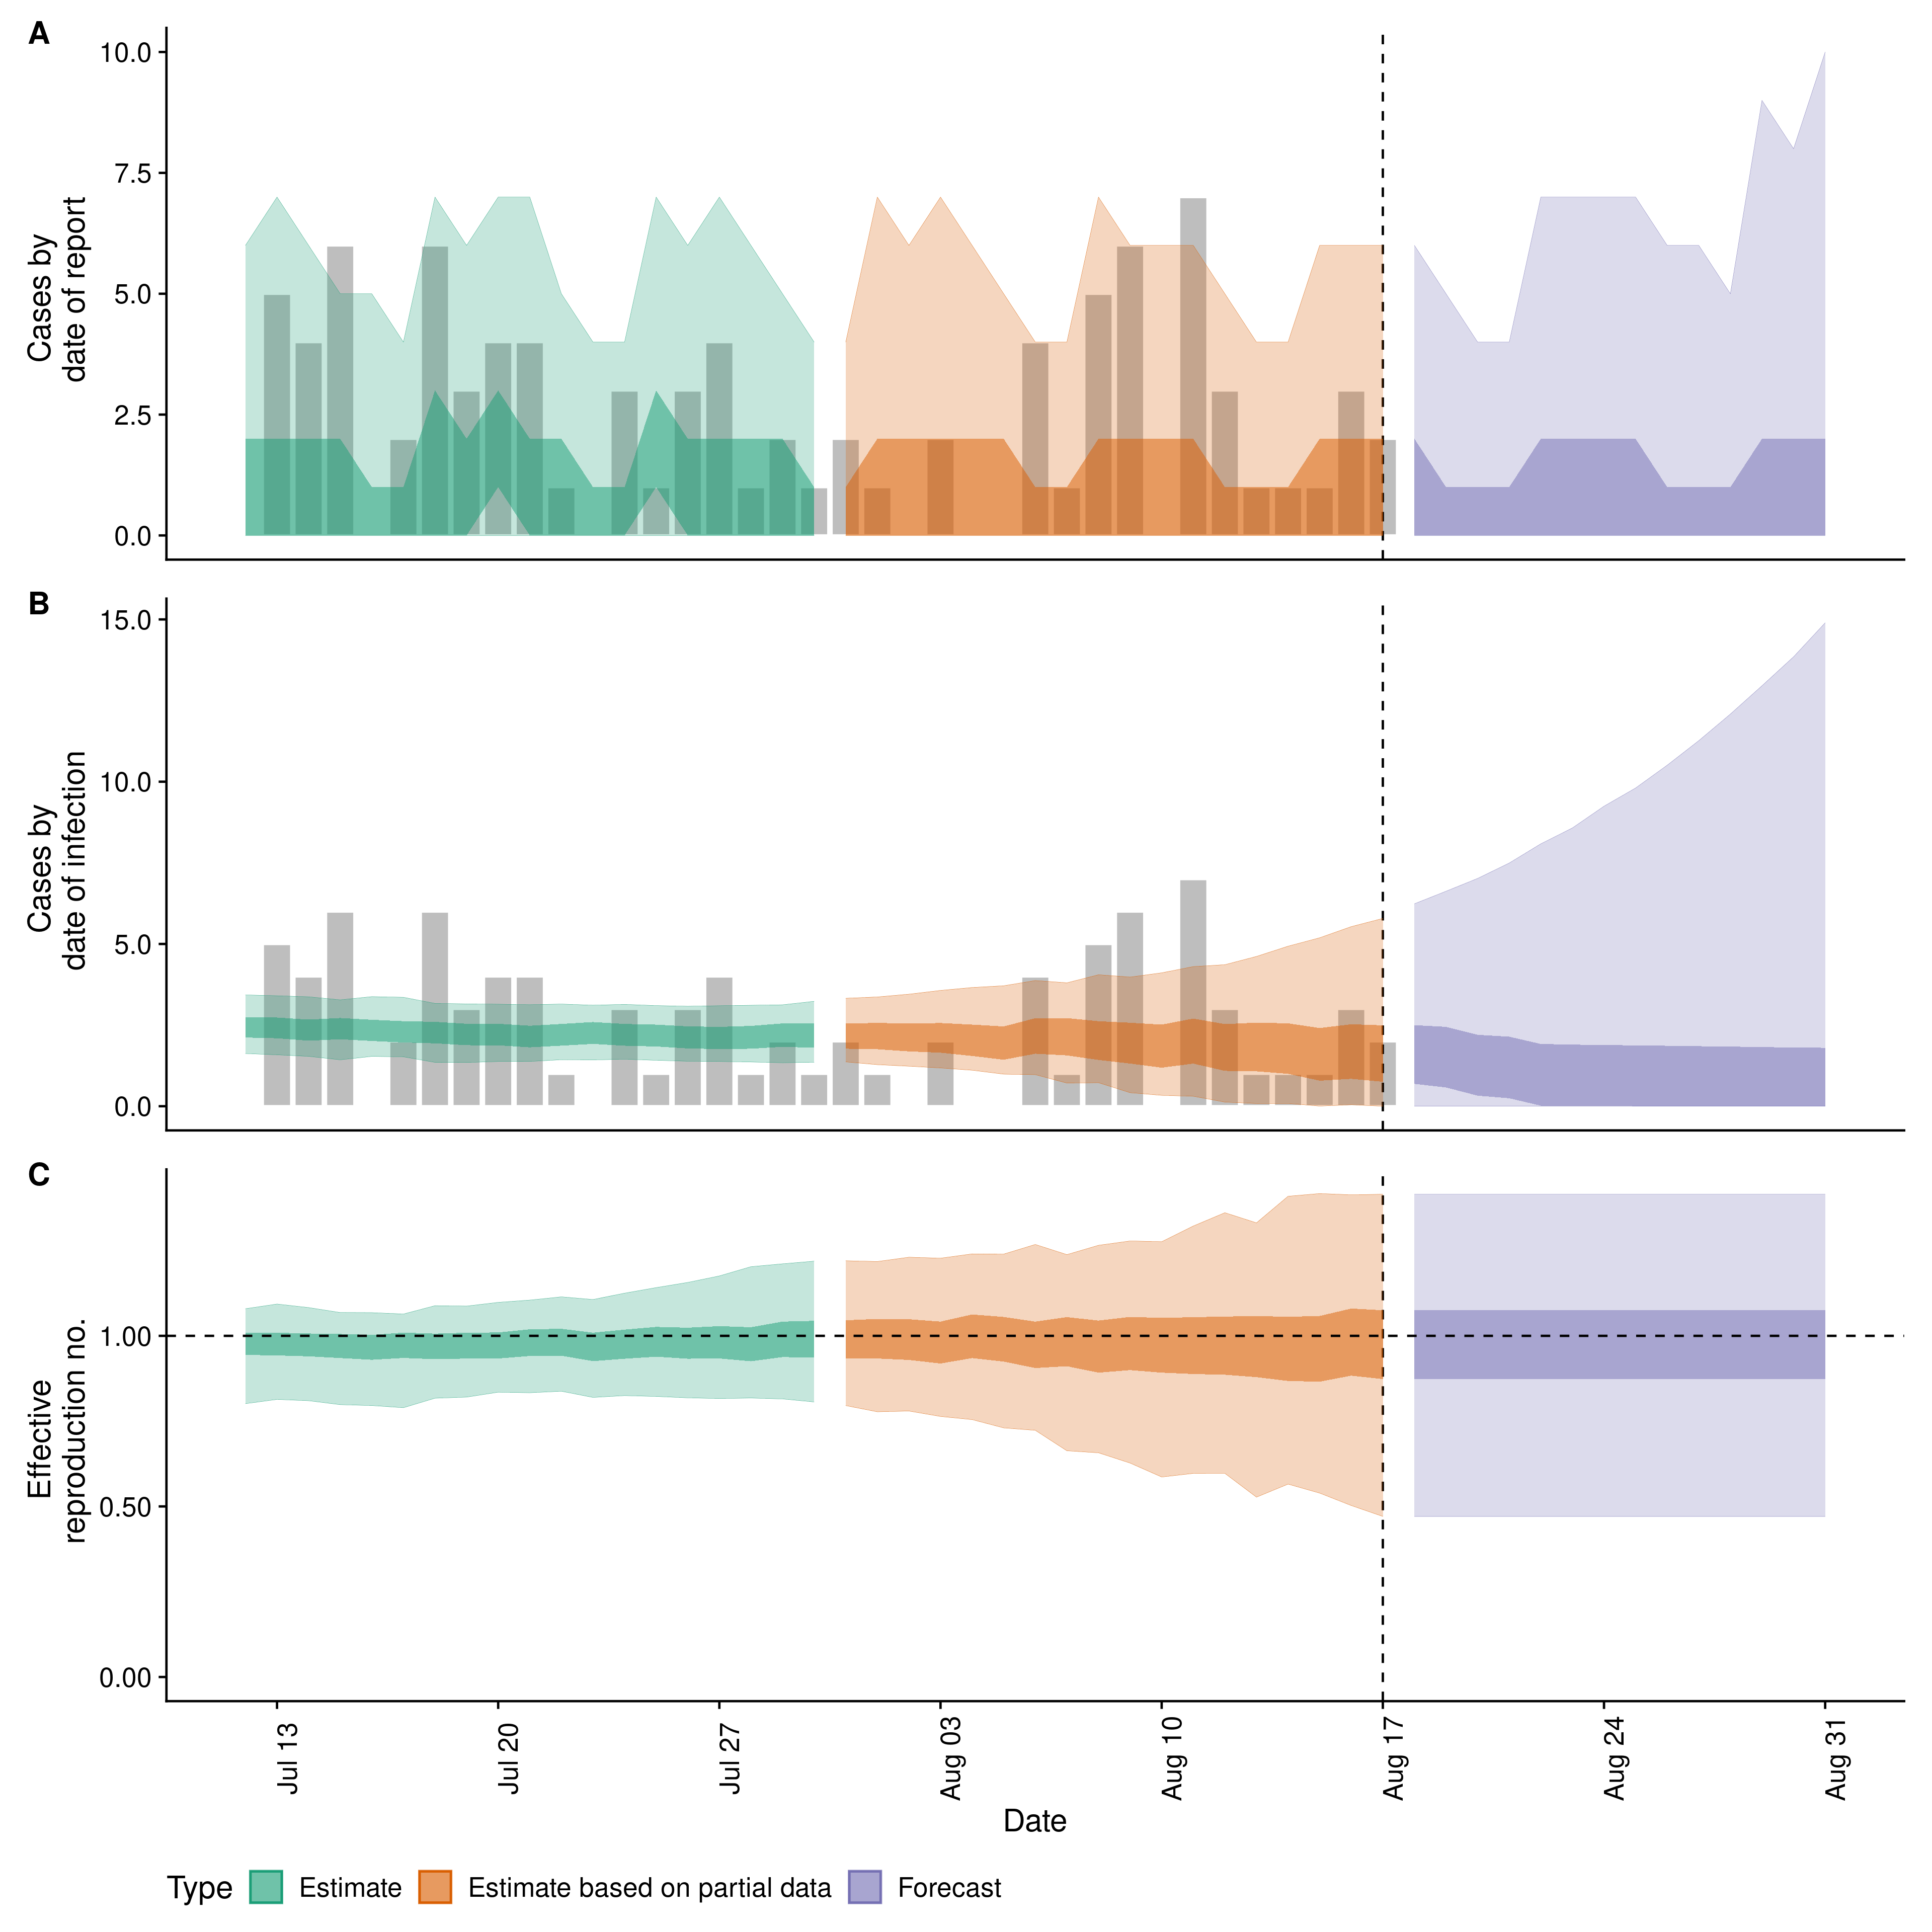 A
Cases by
date of report
10.0
7.5
5.0
2.5
0.0
B
Cases by
date of infection
15.0
10.0
5.0
0.0
C
Effective
reproduction no.
1.00
0.50
0.00
Jul 13
Jul 20
Jul 27
Aug 03
Aug 10
Aug 17
Aug 24
Aug 31
Date
Type Estimate Estimate based on partial data Forecast